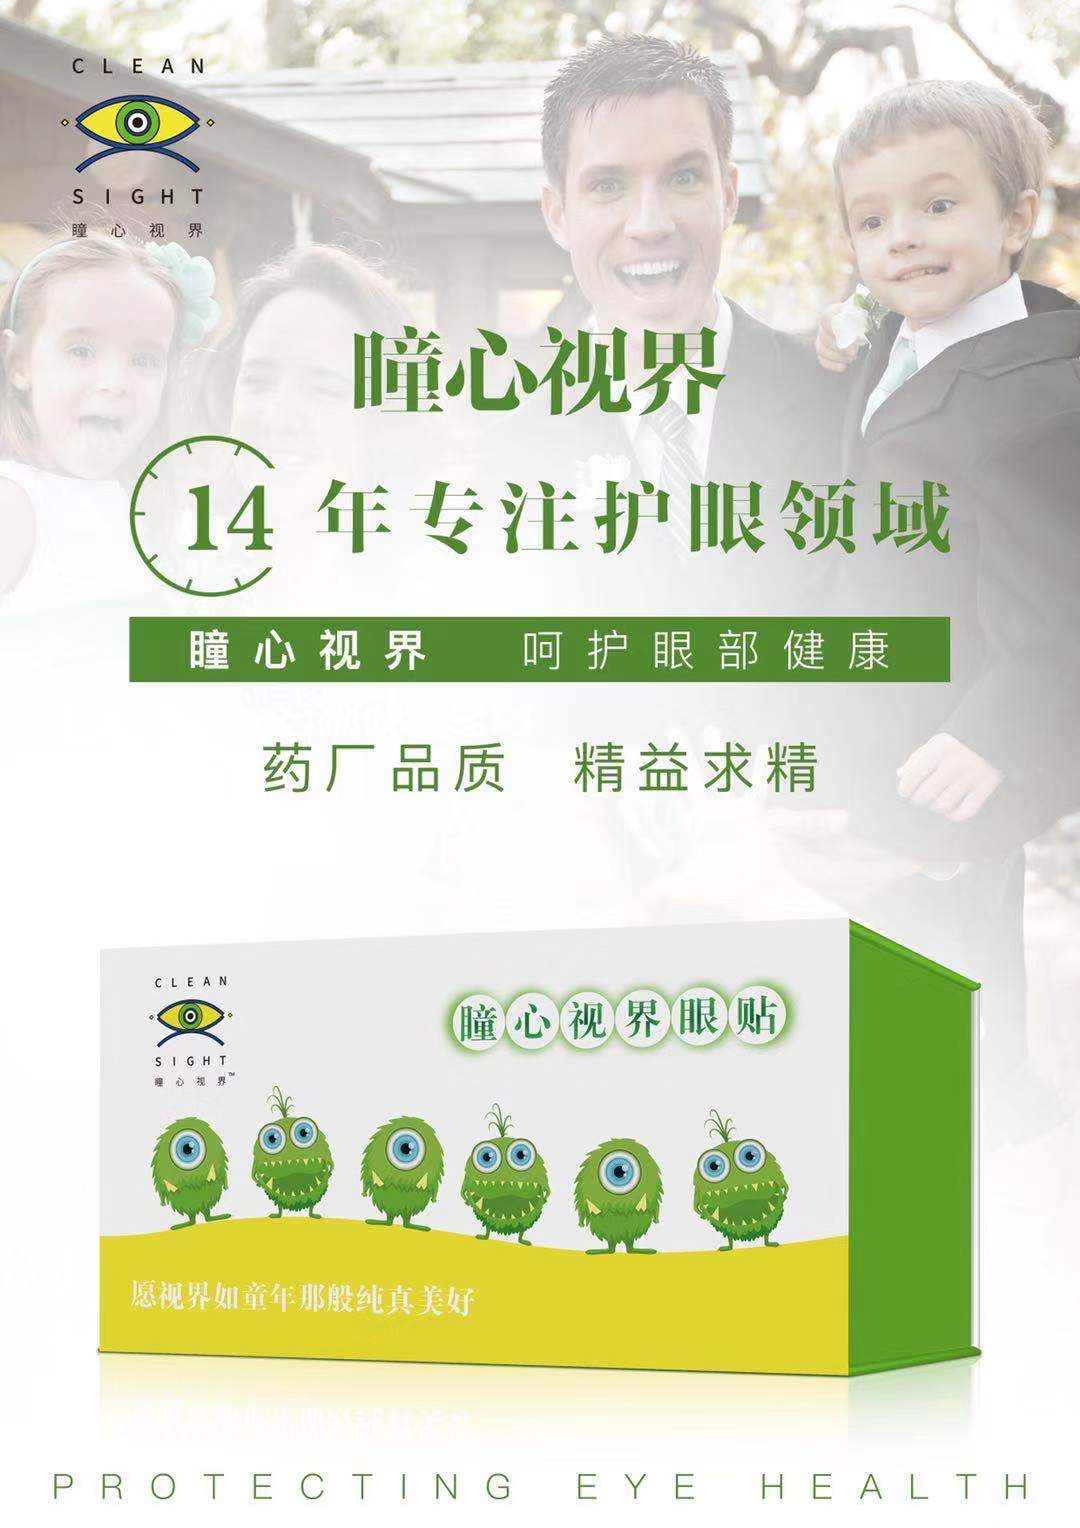 CLEAN
SIGHT
瞳心视界
瞳心视界
14年专注护眼领域
瞳心视界 呵护眼部健康
药厂品质 精益求精
CLEAN
SIGHT
瞳心视界™
瞳心视界眼贴
愿视界如童年那般纯真美好
PROTECTING EYE HEALTH